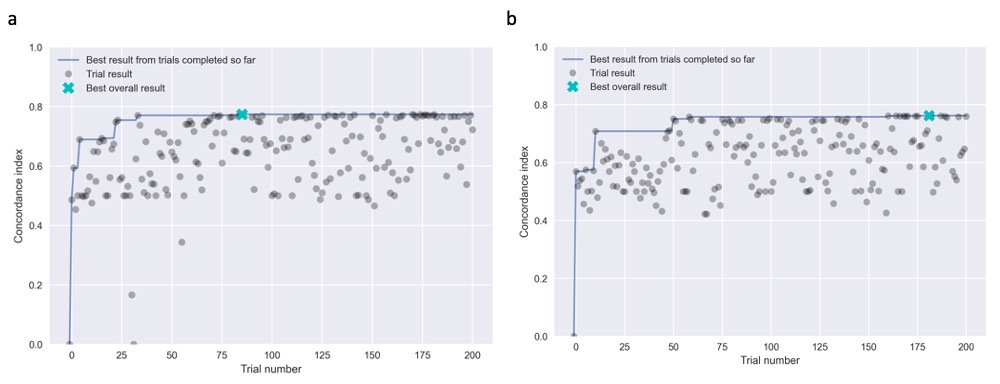 a
Concordance index
1.0
0.8
0.6
0.4
0.2
0.0
Best result from trials completed so far
Trial result
Best overall result
0 25 50 75 100 125 150 175 200
Trial number
b
Concordance index
1.0
0.8
0.6
0.4
0.2
0.0
Best result from trials completed so far
Trial result
Best overall result
0 25 50 75 100 125 150 175 200
Trial number